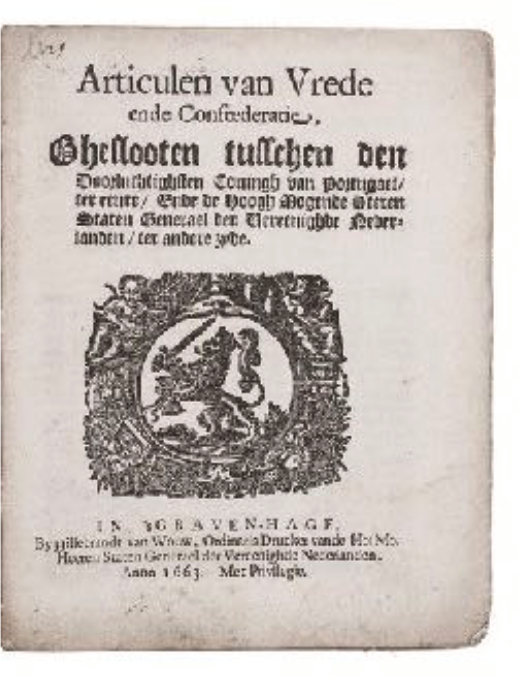 Articulen van Vrede
ende Confœderatie,
Gheslooten tusschen den
Doorluchtighsten Coningh van Portugael/
ter eenre/ Ende de Hoogh Mogende Heeren
Staten Generael der Vereenighde Neder-
landen/ ter andere zyde.
IN 'sGRAVEN-HAGE,
By Hillebrandt van Wouw, Ordinaris Drucker vande Ho: Mo:
Heeren Staten Generael der Vereenighde Nederlanden.
Anno 1663. Met Privilegie.